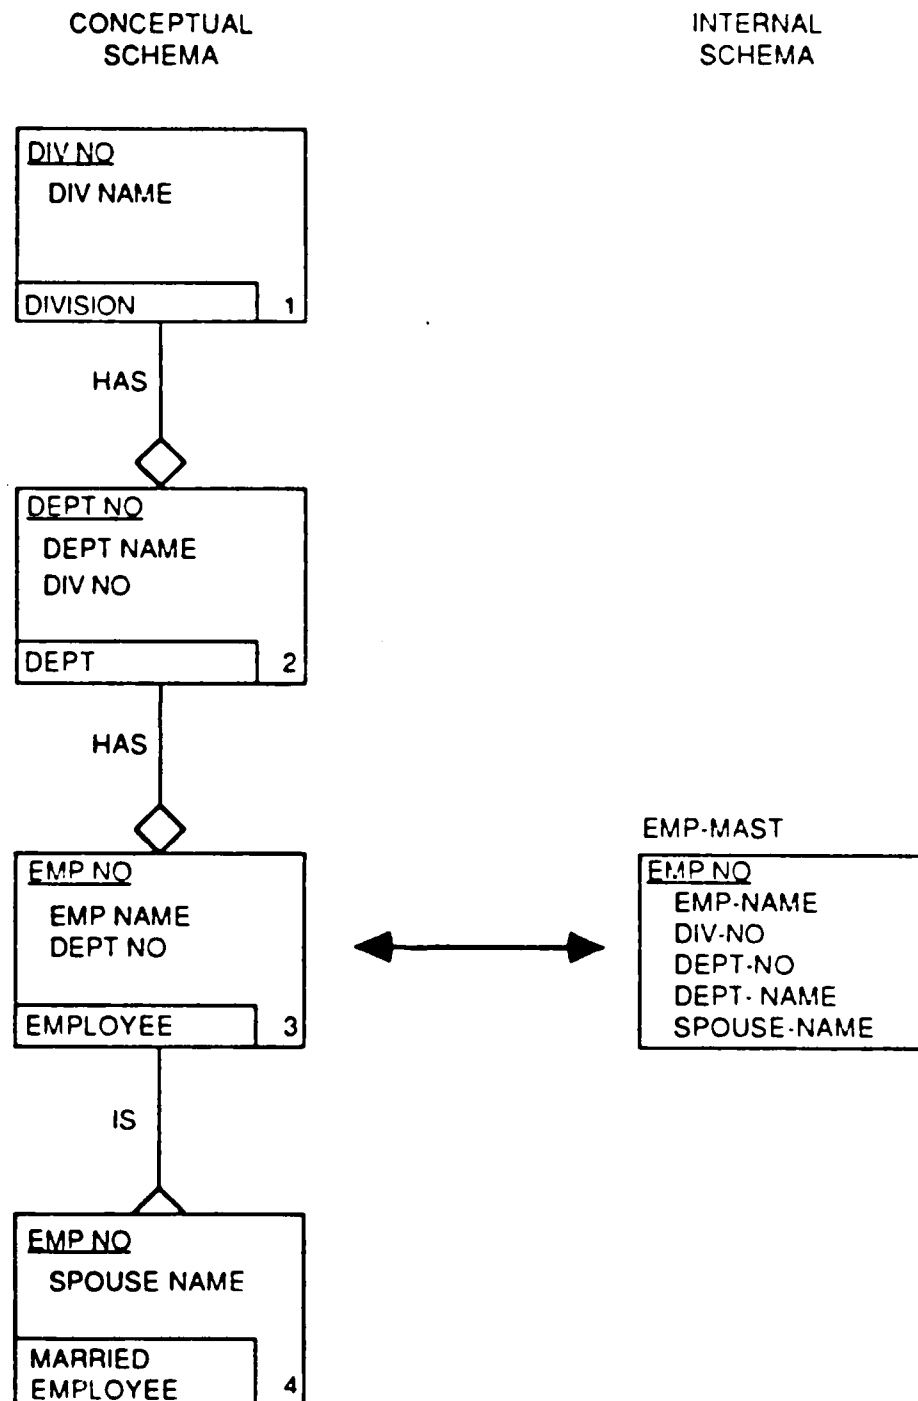 CONCEPTUAL
SCHEMA
INTERNAL
SCHEMA
DIV NO
DIV NAME
DIVISION 1
HAS
DEPT NO
DEPT NAME
DIV NO
DEPT 2
HAS
EMP NO
EMP NAME
DEPT NO
EMPLOYEE 3
EMP-MAST
EMP NO
EMP-NAME
DIV-NO
DEPT-NO
DEPT-NAME
SPOUSE-NAME
IS
EMP NO
SPOUSE NAME
MARRIED
EMPLOYEE 4